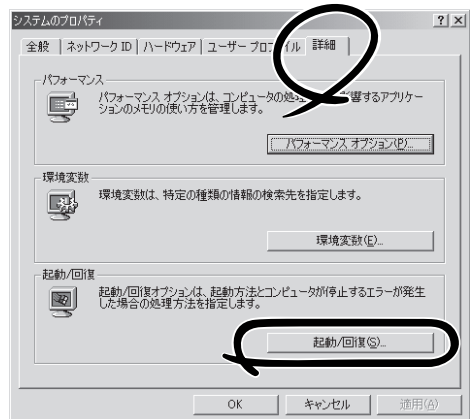 システムのプロパティ
全般 ネットワーク ID ハードウェア ユーザー プロファイル 詳細
パフォーマンス
パフォーマンス オプションは、コンピュータの処理 響するアプリケー
ションのメモリの使い方を管理します。
パフォーマンス オプション(P)...
環境変数
環境変数は、特定の種類の情報の検索先を指定します。
環境変数(E)...
起動/回復
起動/回復オプションは、起動方法とコンピュータが停止するエラーが発生
した場合の処理方法を指定します。
起動/回復(S)...
OK キャンセル 適用(A)